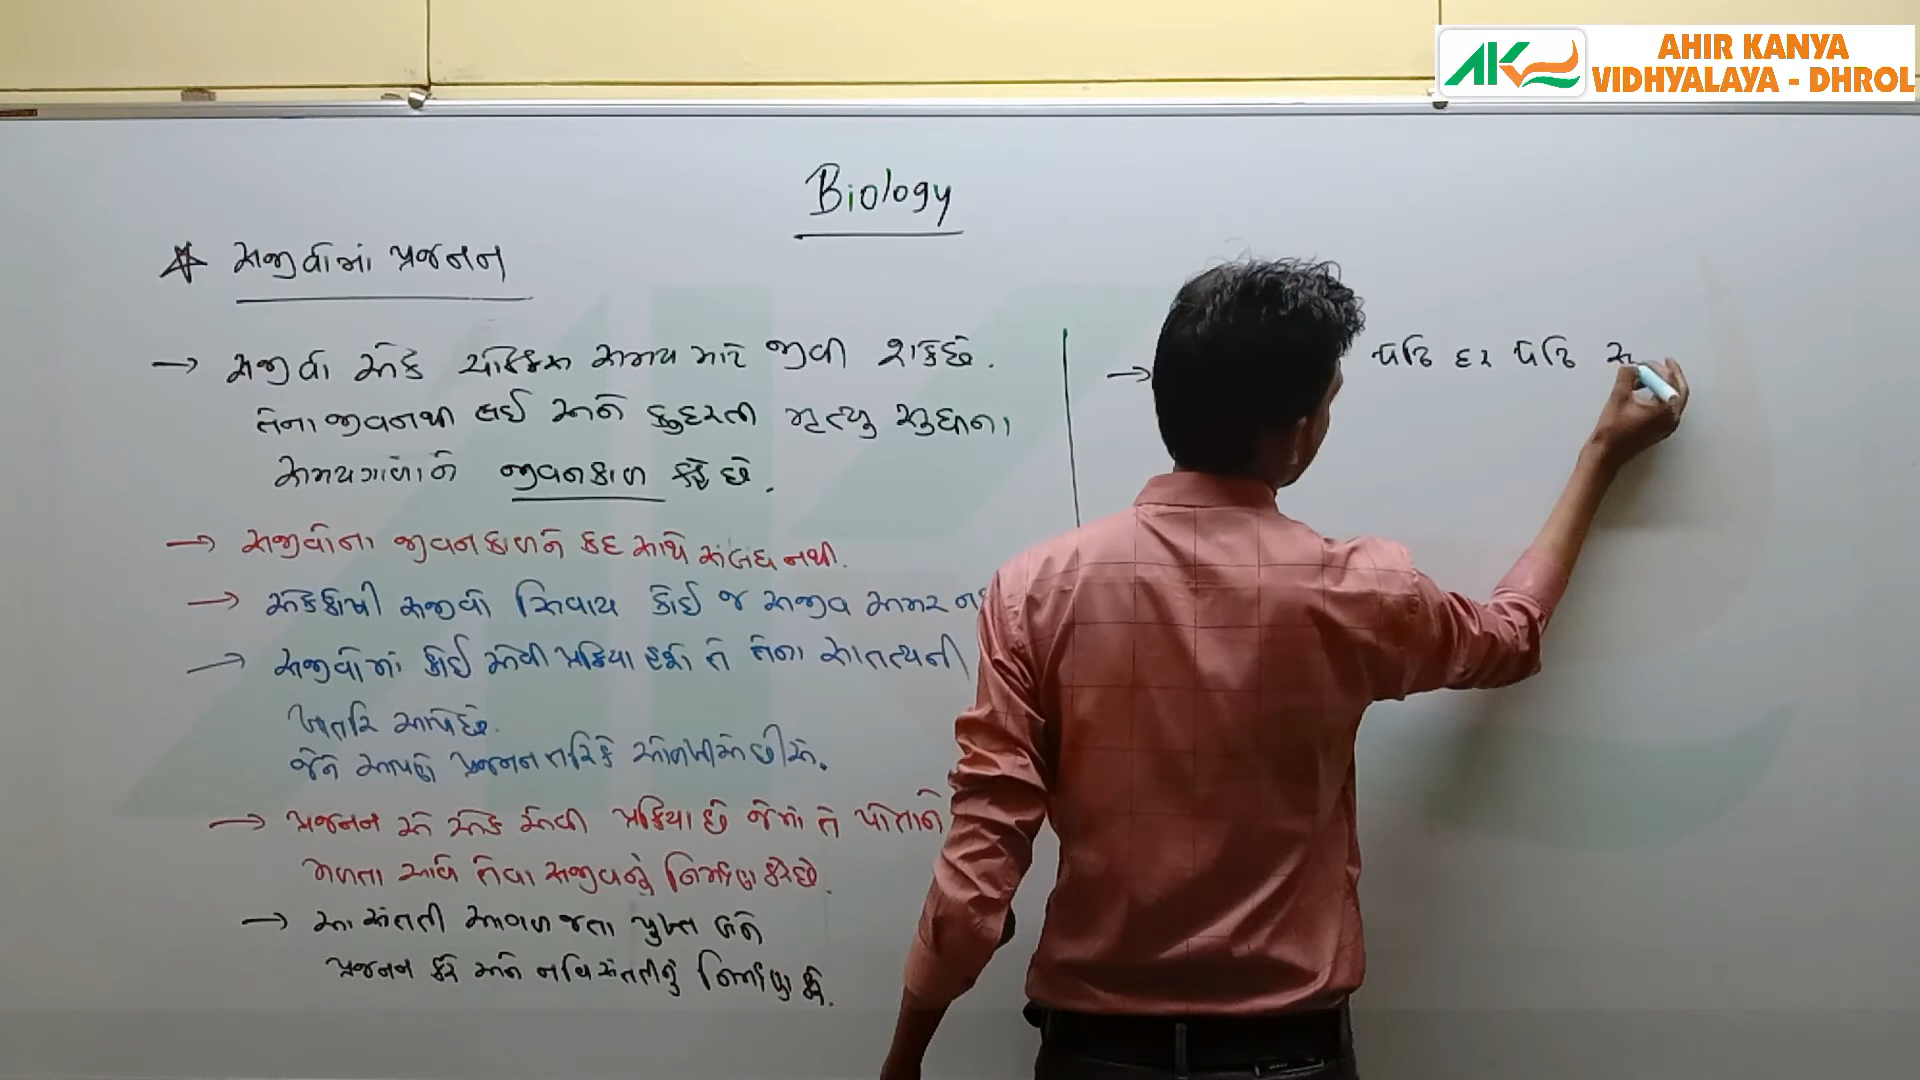 AHIR KANYA
VIDHYALAYA - DHROL
Biology
સજીવોમાં પ્રજનન
→ સજીવો એક ચોક્કસ સમય માટે જીવી શકે છે.
તેના જીવનથી લઈ અને કુદરતી મૃત્યુ સુધીના
સમયગાળાને જીવનકાળ કહે છે.
→ સજીવોના જીવનકાળને કદ સાથે સંબધ નથી.
→ એકકોષી સજીવો સિવાય કોઈ જ સજીવ અમર
→ સજીવોમાં કોઈ એવી પ્રક્રિયા હશે તે તેના સાતત્યની
ખાતરિ આપે છે.
જેને આપણે પ્રજનન તરિકે ઓળખીએ છીએ.
→ પ્રજનન એ એક એવી પ્રક્રિયા છે જેમાં તે પોતાને
મળતા આવે તેવા સજીવનું નિર્માણ કરે છે.
→ આ સંતતી આગળ જતા પુખ્ત બને
પ્રજનન કરે અને નવિ સંતતીનું નિર્માણ કરે.
→ પેઢિ દર પેઢિ